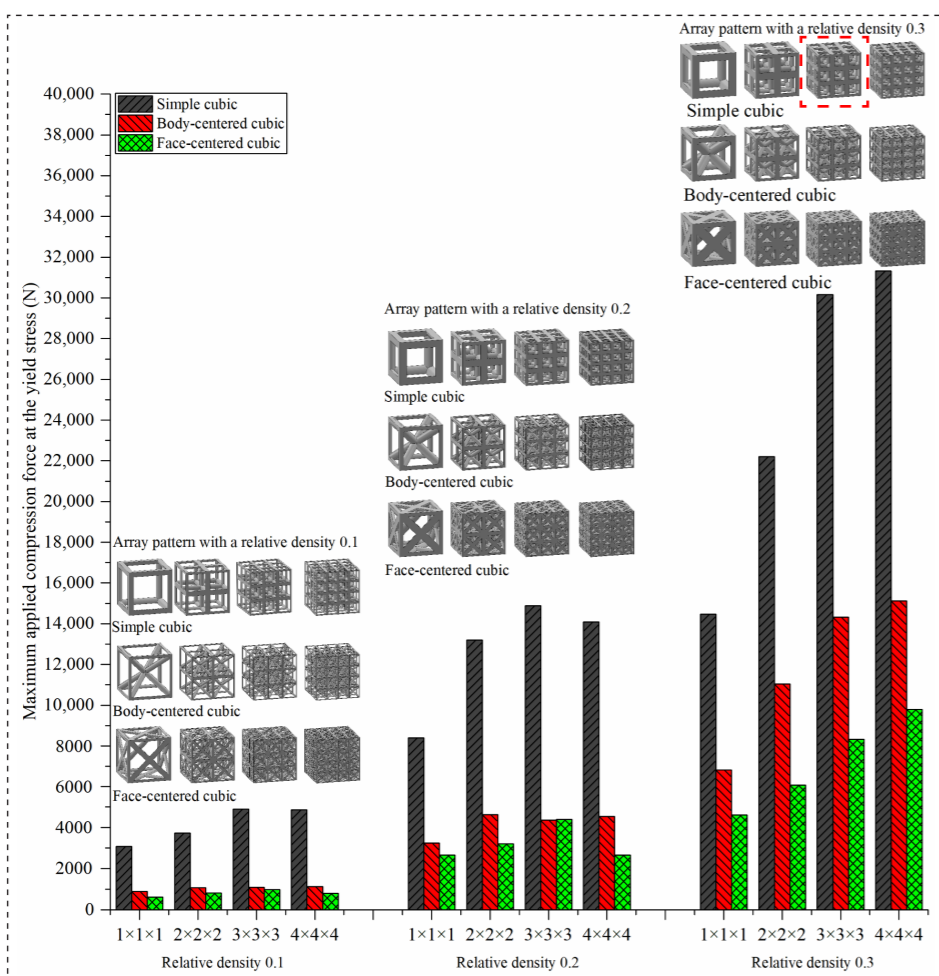 Array pattern with a relative density 0.3
Simple cubic
Body-centered cubic
Face-centered cubic
Array pattern with a relative density 0.2
Simple cubic
Body-centered cubic
Face-centered cubic
Array pattern with a relative density 0.1
Simple cubic
Body-centered cubic
Face-centered cubic
Simple cubic
Body-centered cubic
Face-centered cubic
Maximum applied compression force at the yield stress (N)
40,000
38,000
36,000
34,000
32,000
30,000
28,000
26,000
24,000
22,000
20,000
18,000
16,000
14,000
12,000
10,000
8000
6000
4000
2000
0
1×1×1 2×2×2 3×3×3 4×4×4 1×1×1 2×2×2 3×3×3 4×4×4 1×1×1 2×2×2 3×3×3 4×4×4
Relative density 0.1 Relative density 0.2 Relative density 0.3